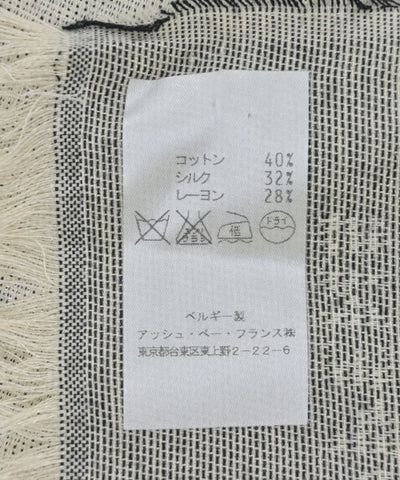 コットン 40%
シルク 32%
レーヨン 28%
ドライ
ベルギー製
アッシュ・ペー・フランス㈱
東京都台東区東上野2-22-6